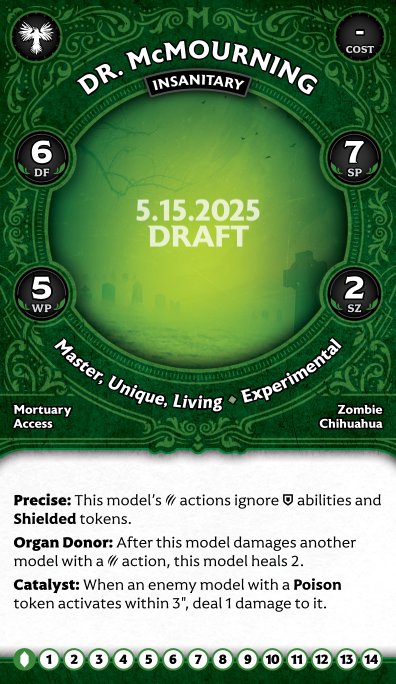 -
COST
DR. McMOURNING
INSANITARY
6
DF
7
SP
5.15.2025
DRAFT
5
WP
2
SZ
Master, Unique, Living ◆ Experimental
Mortuary
Access
Zombie
Chihuahua
Precise: This model's actions ignore abilities and
Shielded tokens.
Organ Donor: After this model damages another
model with a action, this model heals 2.
Catalyst: When an enemy model with a Poison
token activates within 3", deal 1 damage to it.
1 2 3 4 5 6 7 8 9 10 11 12 13 14